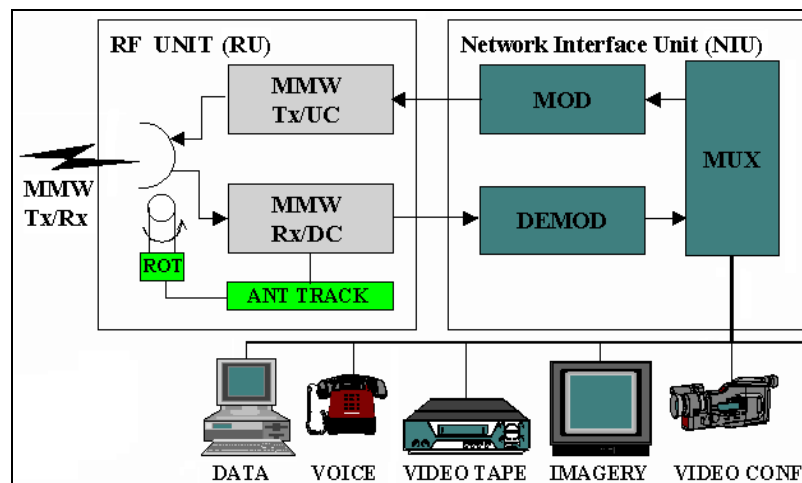 RF UNIT (RU)
Network Interface Unit (NIU)
MMW
Tx/UC
MOD
MUX
MMW
Tx/Rx
MMW
Rx/DC
DEMOD
ROT
ANT TRACK
DATA
VOICE
VIDEO TAPE
IMAGERY
VIDEO CONF